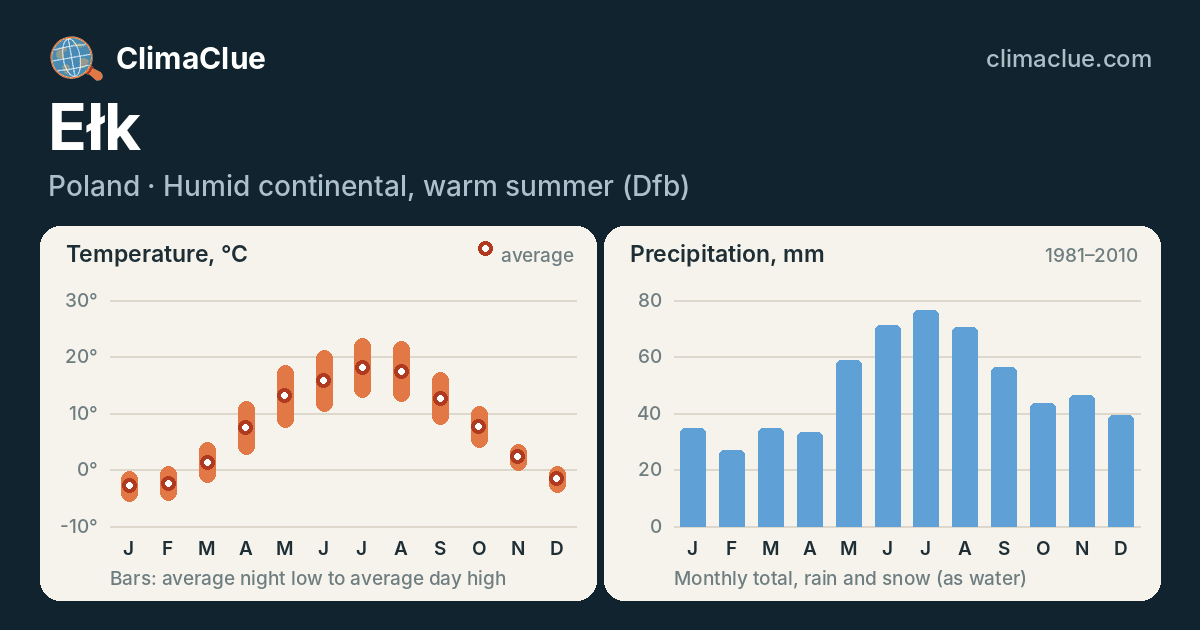 ClimaClue
climaclue.com
Ełk
Poland · Humid continental, warm summer (Dfb)
Temperature, °C
average
30°
20°
10°
0°
-10°
J F M A M J J A S O N D
Bars: average night low to average day high
Precipitation, mm
1981–2010
80
60
40
20
0
J F M A M J J A S O N D
Monthly total, rain and snow (as water)